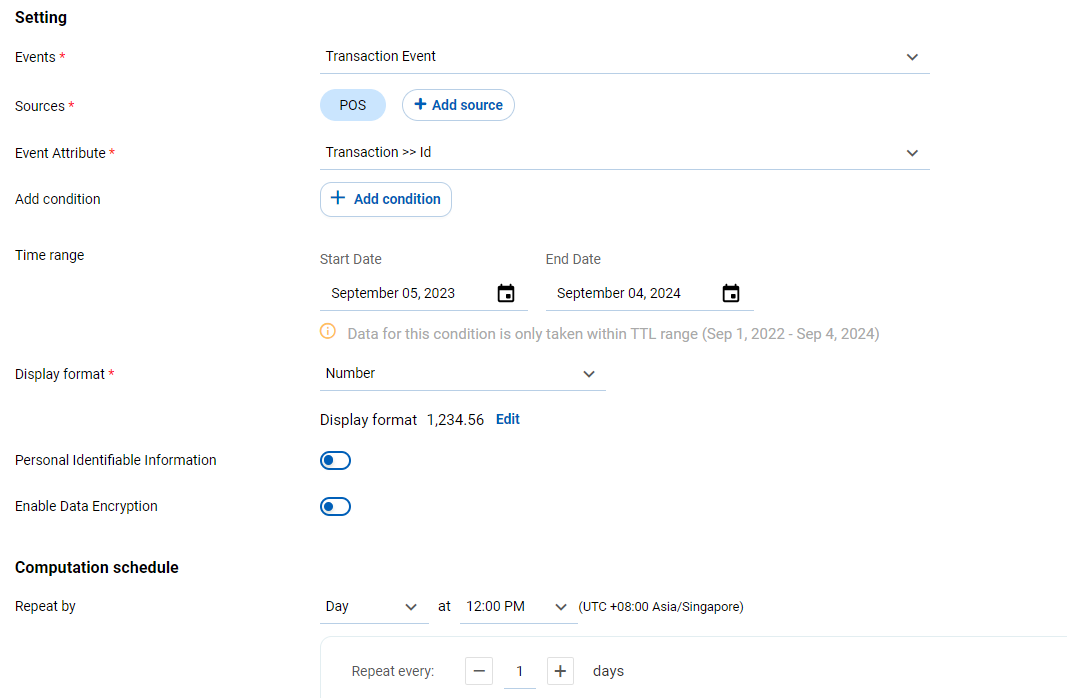 Setting
Events *
Transaction Event
Sources *
POS
+ Add source
Event Attribute *
Transaction >> Id
Add condition
+ Add condition
Time range
Start Date
End Date
September 05, 2023
September 04, 2024
Data for this condition is only taken within TTL range (Sep 1, 2022 - Sep 4, 2024)
Display format *
Number
Display format 1,234.56 Edit
Personal Identifiable Information
Enable Data Encryption
Computation schedule
Repeat by
Day at 12:00 PM (UTC +08:00 Asia/Singapore)
Repeat every: − 1 + days